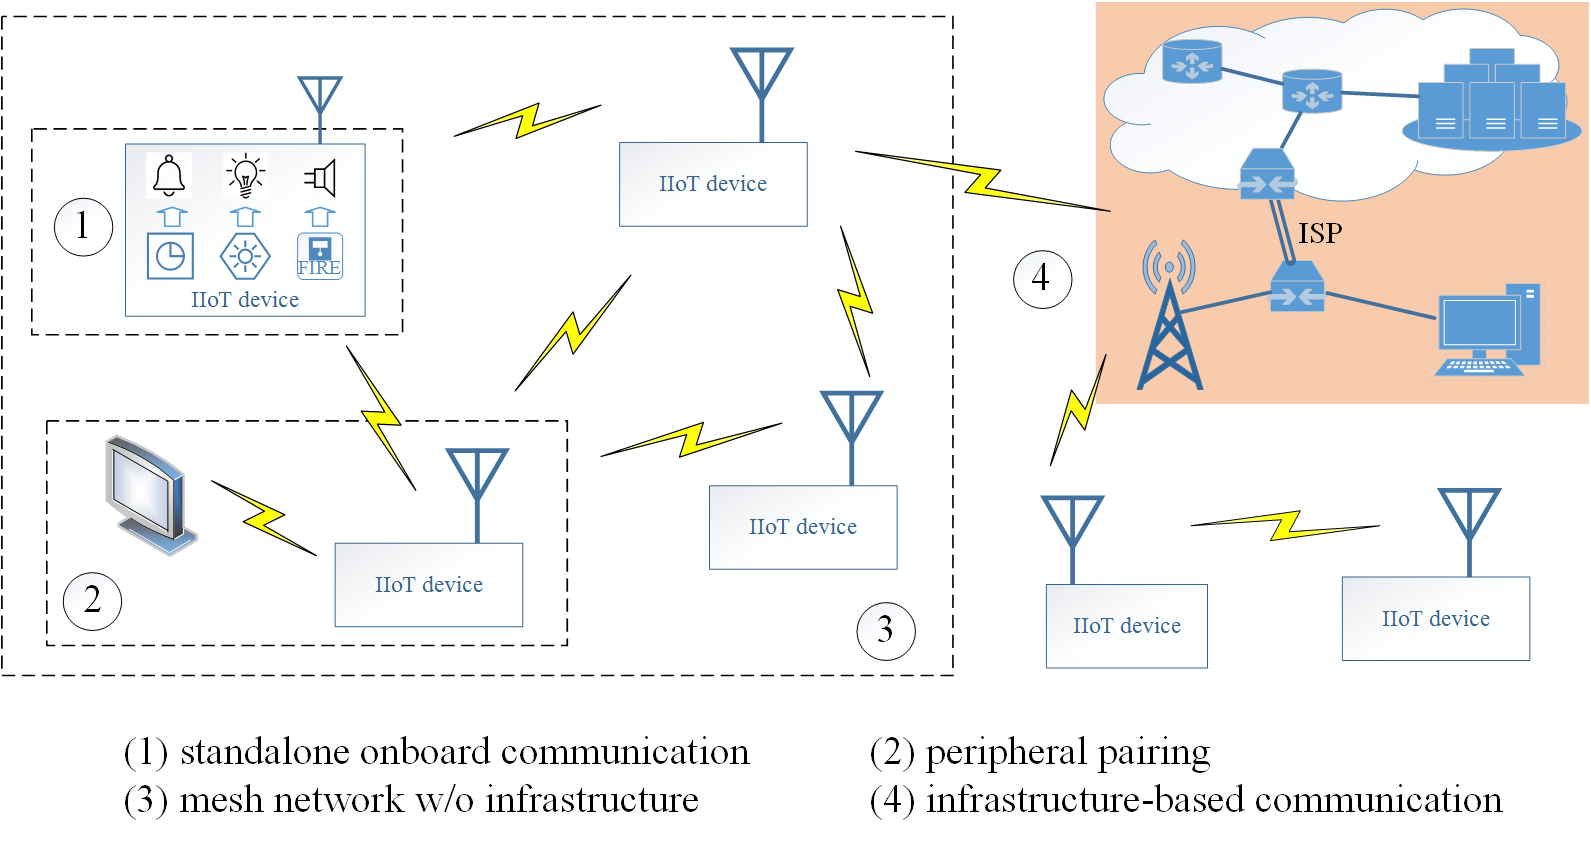 IIoT device
1
FIRE
IIoT device
ISP
4
IIoT device
2
IIoT device
3
IIoT device
IIoT device
(1) standalone onboard communication
(2) peripheral pairing
(3) mesh network w/o infrastructure
(4) infrastructure-based communication